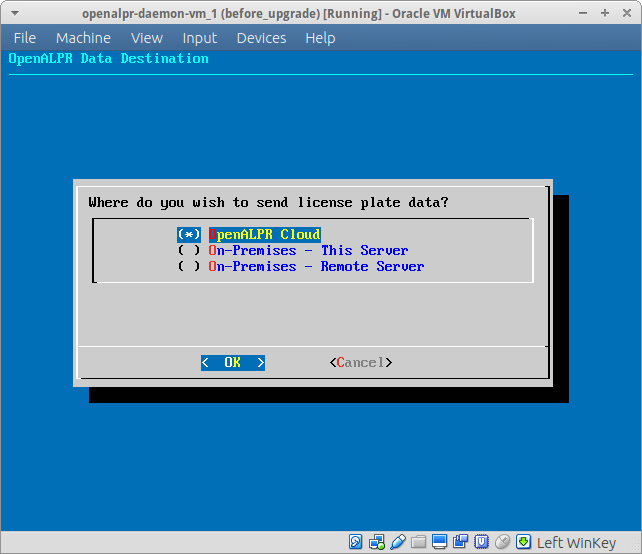 openalpr-daemon-vm_1 (before_upgrade) [Running] - Oracle VM VirtualBox
File Machine View Input Devices Help
OpenALPR Data Destination
Where do you wish to send license plate data?
(*) OpenALPR Cloud
( ) On-Premises - This Server
( ) On-Premises - Remote Server
< OK > <Cancel>
Left WinKey